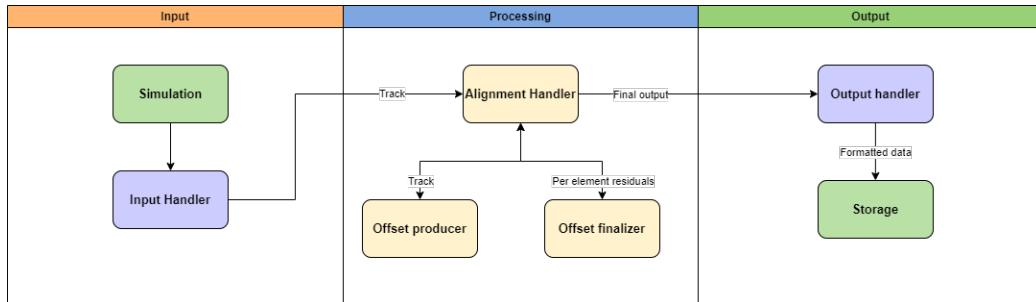 Input
Processing
Output
Simulation
Input Handler
Track
Alignment Handler
Final output
Output handler
Track
Per element residuals
Formatted data
Offset producer
Offset finalizer
Storage